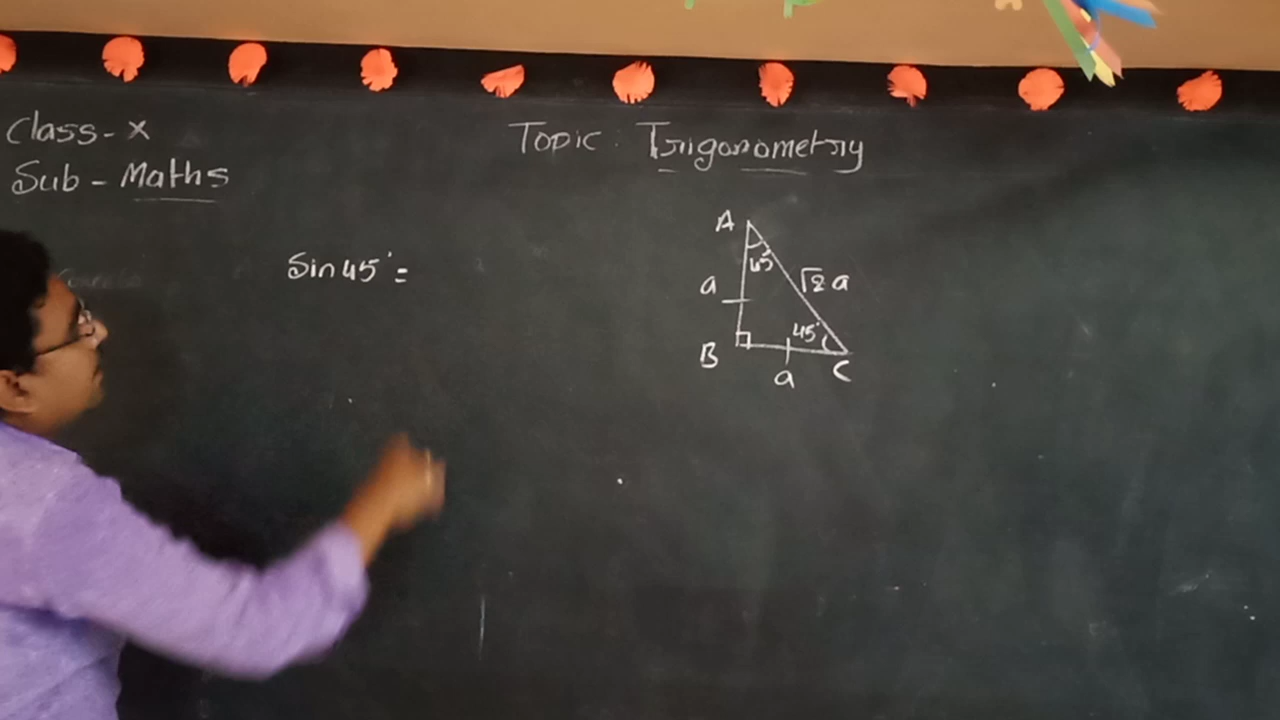 Class - X
Sub - Maths
Topic : Trigonometry
Sin 45° =
A
45°
a
√2 a
45°
B
a
C